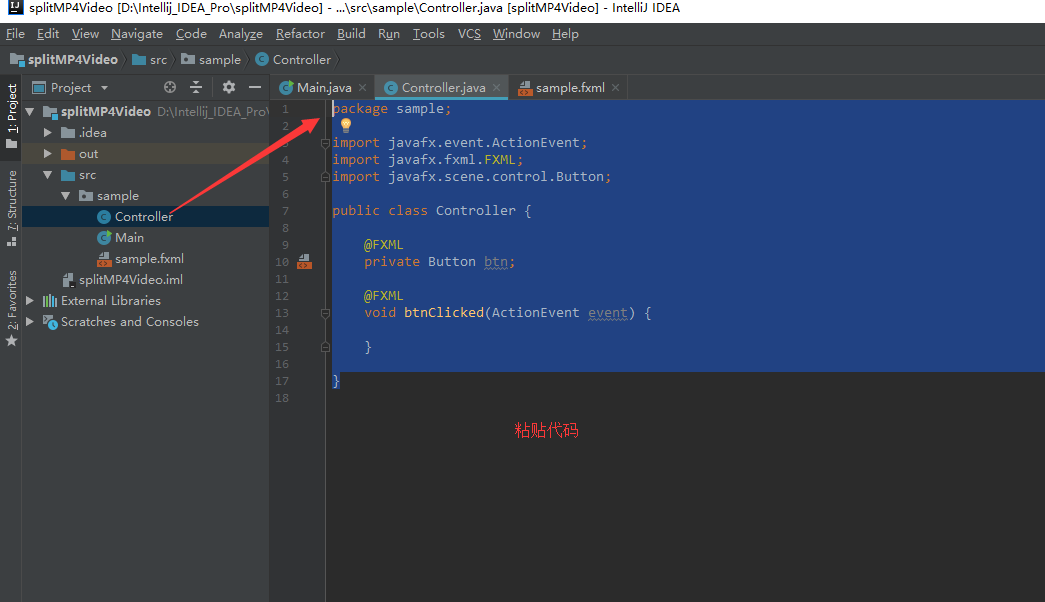 splitMP4Video [D:\Intellij_IDEA_Pro\splitMP4Video] - ...\src\sample\Controller.java [splitMP4Video] - IntelliJ IDEA
File Edit View Navigate Code Analyze Refactor Build Run Tools VCS Window Help
splitMP4Video src sample Controller
Project
Main.java Controller.java sample.fxml
1: Project
7: Structure
2: Favorites
splitMP4Video D:\Intellij_IDEA_Pro\
.idea
out
src
sample
Controller
Main
sample.fxml
splitMP4Video.iml
External Libraries
Scratches and Consoles
1 package sample;
2
3 import javafx.event.ActionEvent;
4 import javafx.fxml.FXML;
5 import javafx.scene.control.Button;
6
7 public class Controller {
8
9 @FXML
10 private Button btn;
11
12 @FXML
13 void btnClicked(ActionEvent event) {
14
15 }
16
17 }
18
粘贴代码